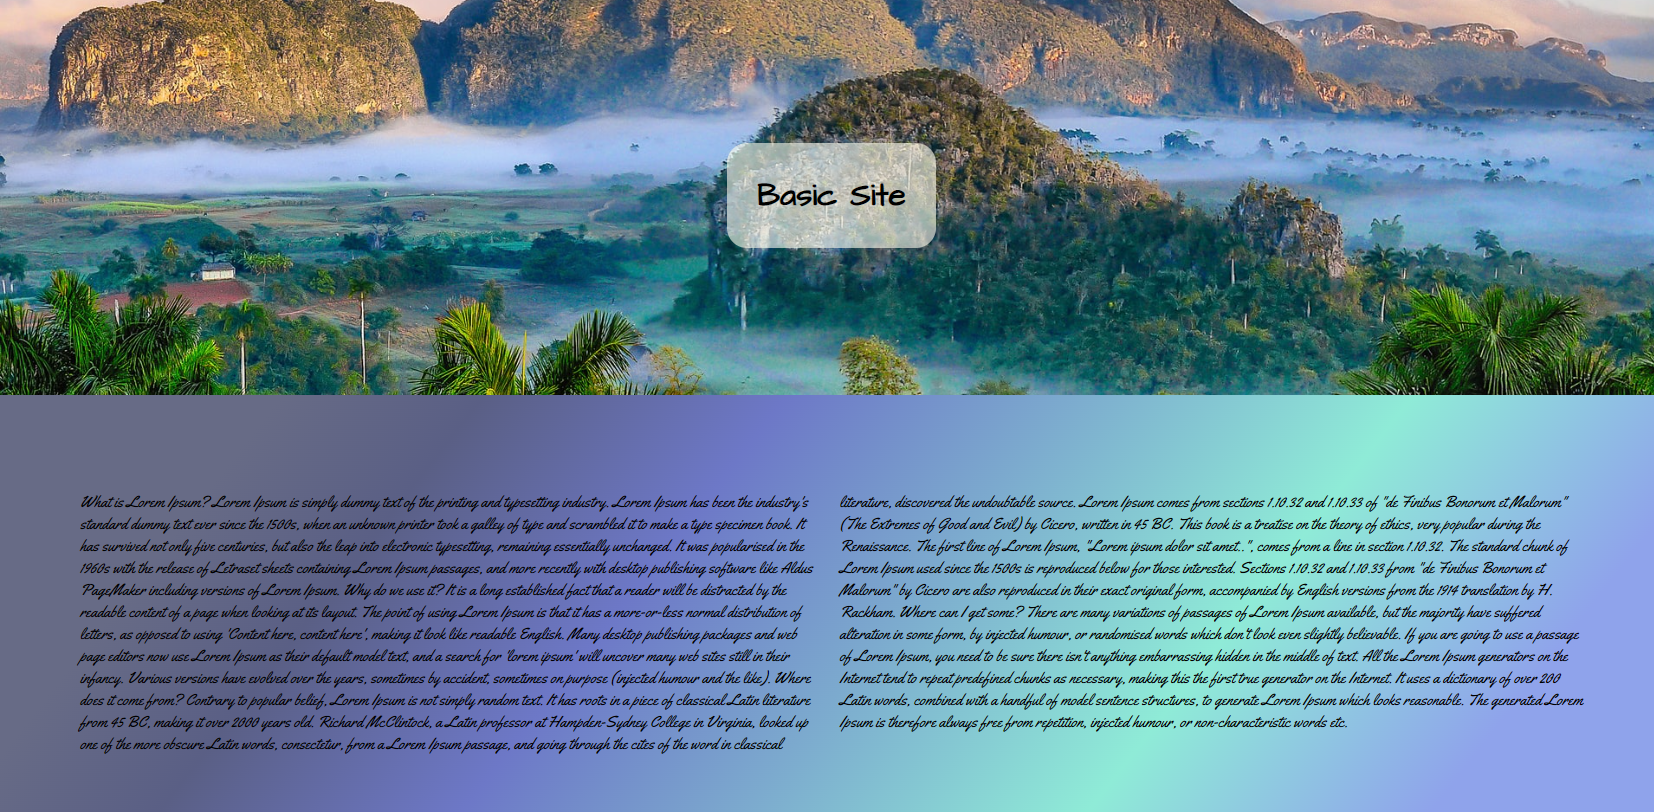 Basic Site
What is Lorem Ipsum? Lorem Ipsum is simply dummy text of the printing and typesetting industry. Lorem Ipsum has been the industry's
standard dummy text ever since the 1500s, when an unknown printer took a galley of type and scrambled it to make a type specimen book. It
has survived not only five centuries, but also the leap into electronic typesetting, remaining essentially unchanged. It was popularised in the
1960s with the release of Letraset sheets containing Lorem Ipsum passages, and more recently with desktop publishing software like Aldus
PageMaker including versions of Lorem Ipsum. Why do we use it? It is a long established fact that a reader will be distracted by the
readable content of a page when looking at its layout. The point of using Lorem Ipsum is that it has a more-or-less normal distribution of
letters, as opposed to using 'Content here, content here', making it look like readable English. Many desktop publishing packages and web
page editors now use Lorem Ipsum as their default model text, and a search for 'lorem ipsum' will uncover many web sites still in their
infancy. Various versions have evolved over the years, sometimes by accident, sometimes on purpose (injected humour and the like). Where
does it come from? Contrary to popular belief, Lorem Ipsum is not simply random text. It has roots in a piece of classical Latin literature
from 45 BC, making it over 2000 years old. Richard McClintock, a Latin professor at Hampden-Sydney College in Virginia, looked up
one of the more obscure Latin words, consectetur, from a Lorem Ipsum passage, and going through the cites of the word in classical
literature, discovered the undoubtable source. Lorem Ipsum comes from sections 1.10.32 and 1.10.33 of "de Finibus Bonorum et Malorum"
(The Extremes of Good and Evil) by Cicero, written in 45 BC. This book is a treatise on the theory of ethics, very popular during the
Renaissance. The first line of Lorem Ipsum, "Lorem ipsum dolor sit amet..", comes from a line in section 1.10.32. The standard chunk of
Lorem Ipsum used since the 1500s is reproduced below for those interested. Sections 1.10.32 and 1.10.33 from "de Finibus Bonorum et
Malorum" by Cicero are also reproduced in their exact original form, accompanied by English versions from the 1914 translation by H.
Rackham. Where can I get some? There are many variations of passages of Lorem Ipsum available, but the majority have suffered
alteration in some form, by injected humour, or randomised words which don't look even slightly believable. If you are going to use a passage
of Lorem Ipsum, you need to be sure there isn't anything embarrassing hidden in the middle of text. All the Lorem Ipsum generators on the
Internet tend to repeat predefined chunks as necessary, making this the first true generator on the Internet. It uses a dictionary of over 200
Latin words, combined with a handful of model sentence structures, to generate Lorem Ipsum which looks reasonable. The generated Lorem
Ipsum is therefore always free from repetition, injected humour, or non-characteristic words etc.